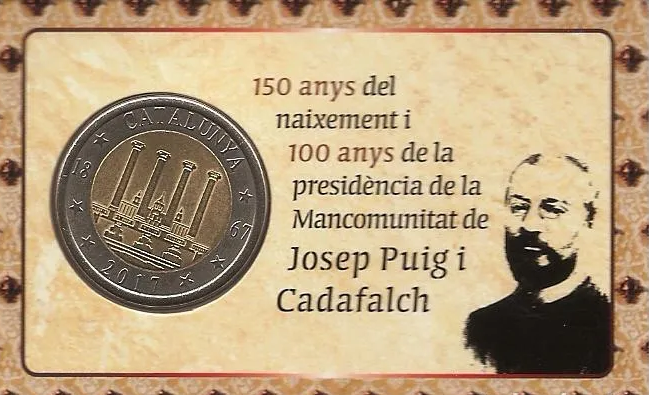 CATALUNYA
18 67
2017
150 anys del
naixement i
100 anys de la
presidència de la
Mancomunitat de
Josep Puig i
Cadafalch